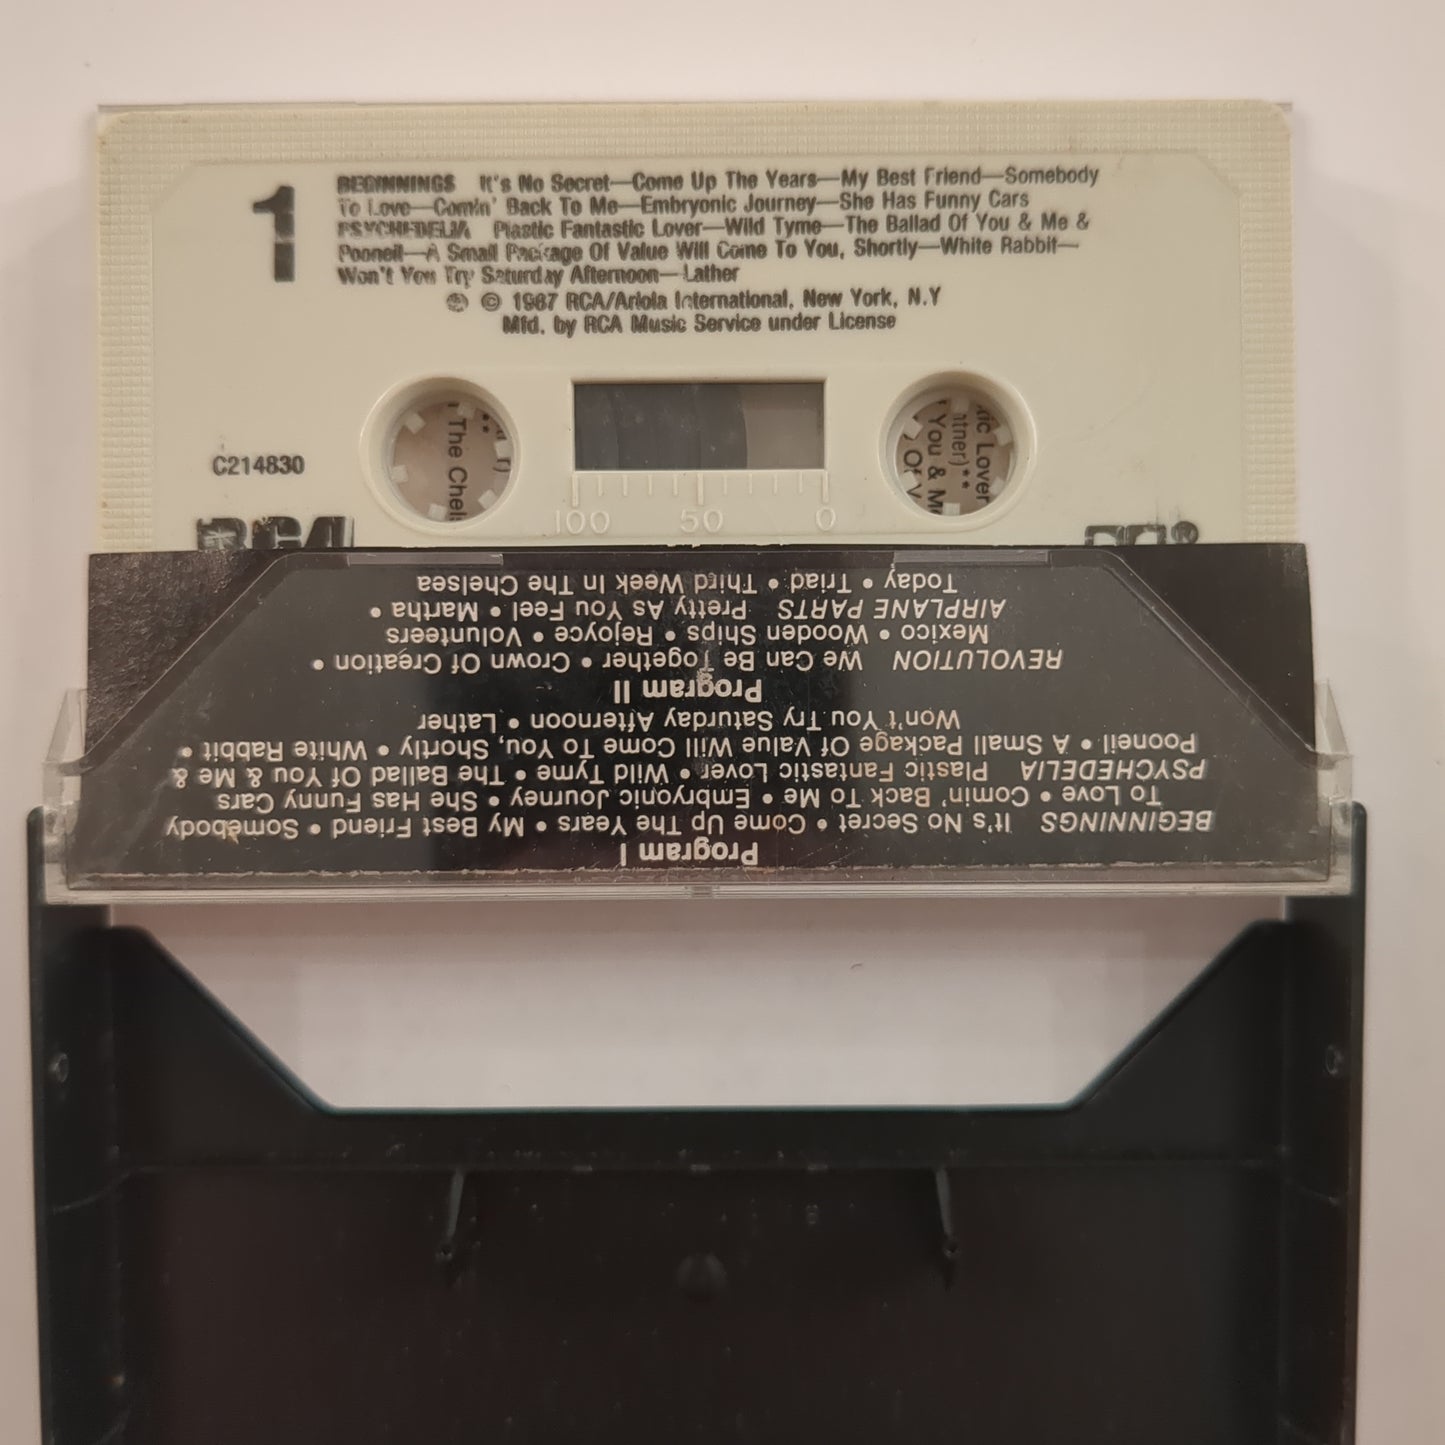 1
BEGINNINGS It's No Secret—Come Up The Years—My Best Friend—Somebody
To Love—Comin' Back To Me—Embryonic Journey—She Has Funny Cars
PSYCHEDELIA Plastic Fantastic Lover—Wild Tyme—The Ballad Of You & Me &
Pooneil—A Small Package Of Value Will Come To You, Shortly—White Rabbit—
Won't You Try Saturday Afternoon—Lather
℗ © 1987 RCA/Ariola International, New York, N.Y
Mfd. by RCA Music Service under License
C214830
The Chels
ic Lover
ntner)**
You & M
Of V
100 50 0
RCA
Program I
BEGINNINGS It's No Secret • Come Up The Years • My Best Friend • Somebody
To Love • Comin' Back To Me • Embryonic Journey • She Has Funny Cars
PSYCHEDELIA Plastic Fantastic Lover • Wild Tyme • The Ballad Of You & Me &
Pooneil • A Small Package Of Value Will Come To You, Shortly • White Rabbit •
Won't You Try Saturday Afternoon • Lather
Program II
REVOLUTION We Can Be Together • Crown Of Creation •
Mexico • Wooden Ships • Rejoyce • Volunteers
AIRPLANE PARTS Pretty As You Feel • Martha •
Today • Triad • Third Week In The Chelsea